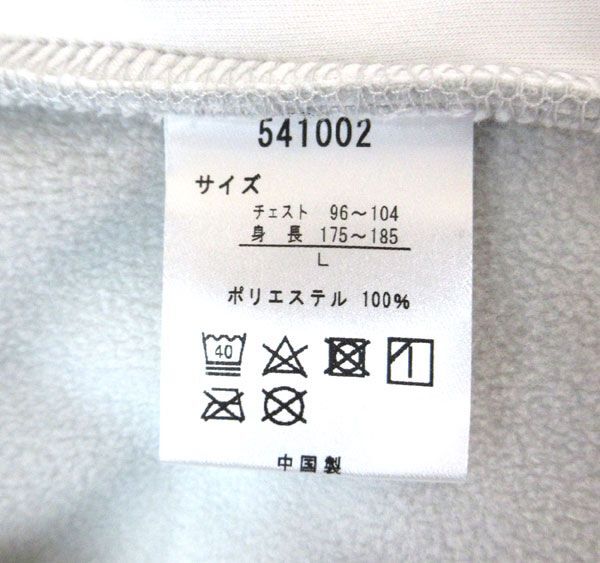 541002
サイズ
チェスト 96〜104
身長 175〜185
L
ポリエステル 100%
40
中国製